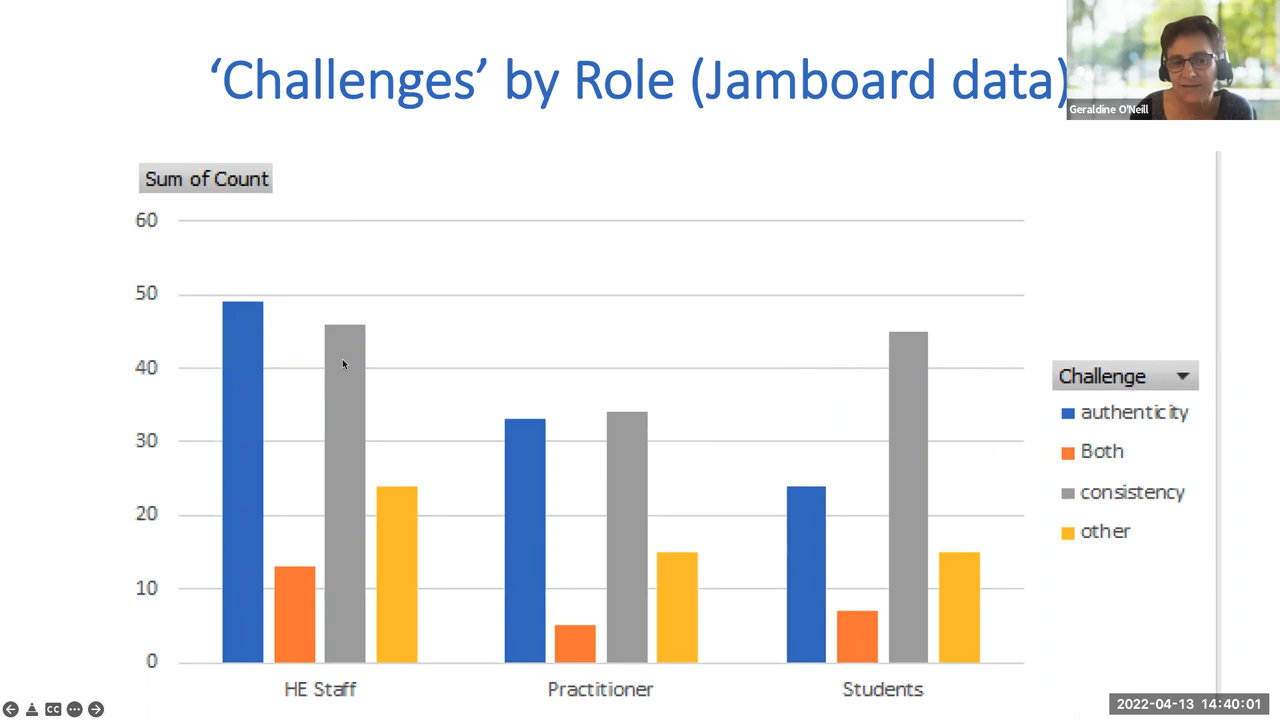 ‘Challenges’ by Role (Jamboard data)
Geraldine O'Neill
Sum of Count
60
50
40
30
20
10
0
HE Staff
Practitioner
Students
Challenge
authenticity
Both
consistency
other
CC
2022-04-13 14:40:01